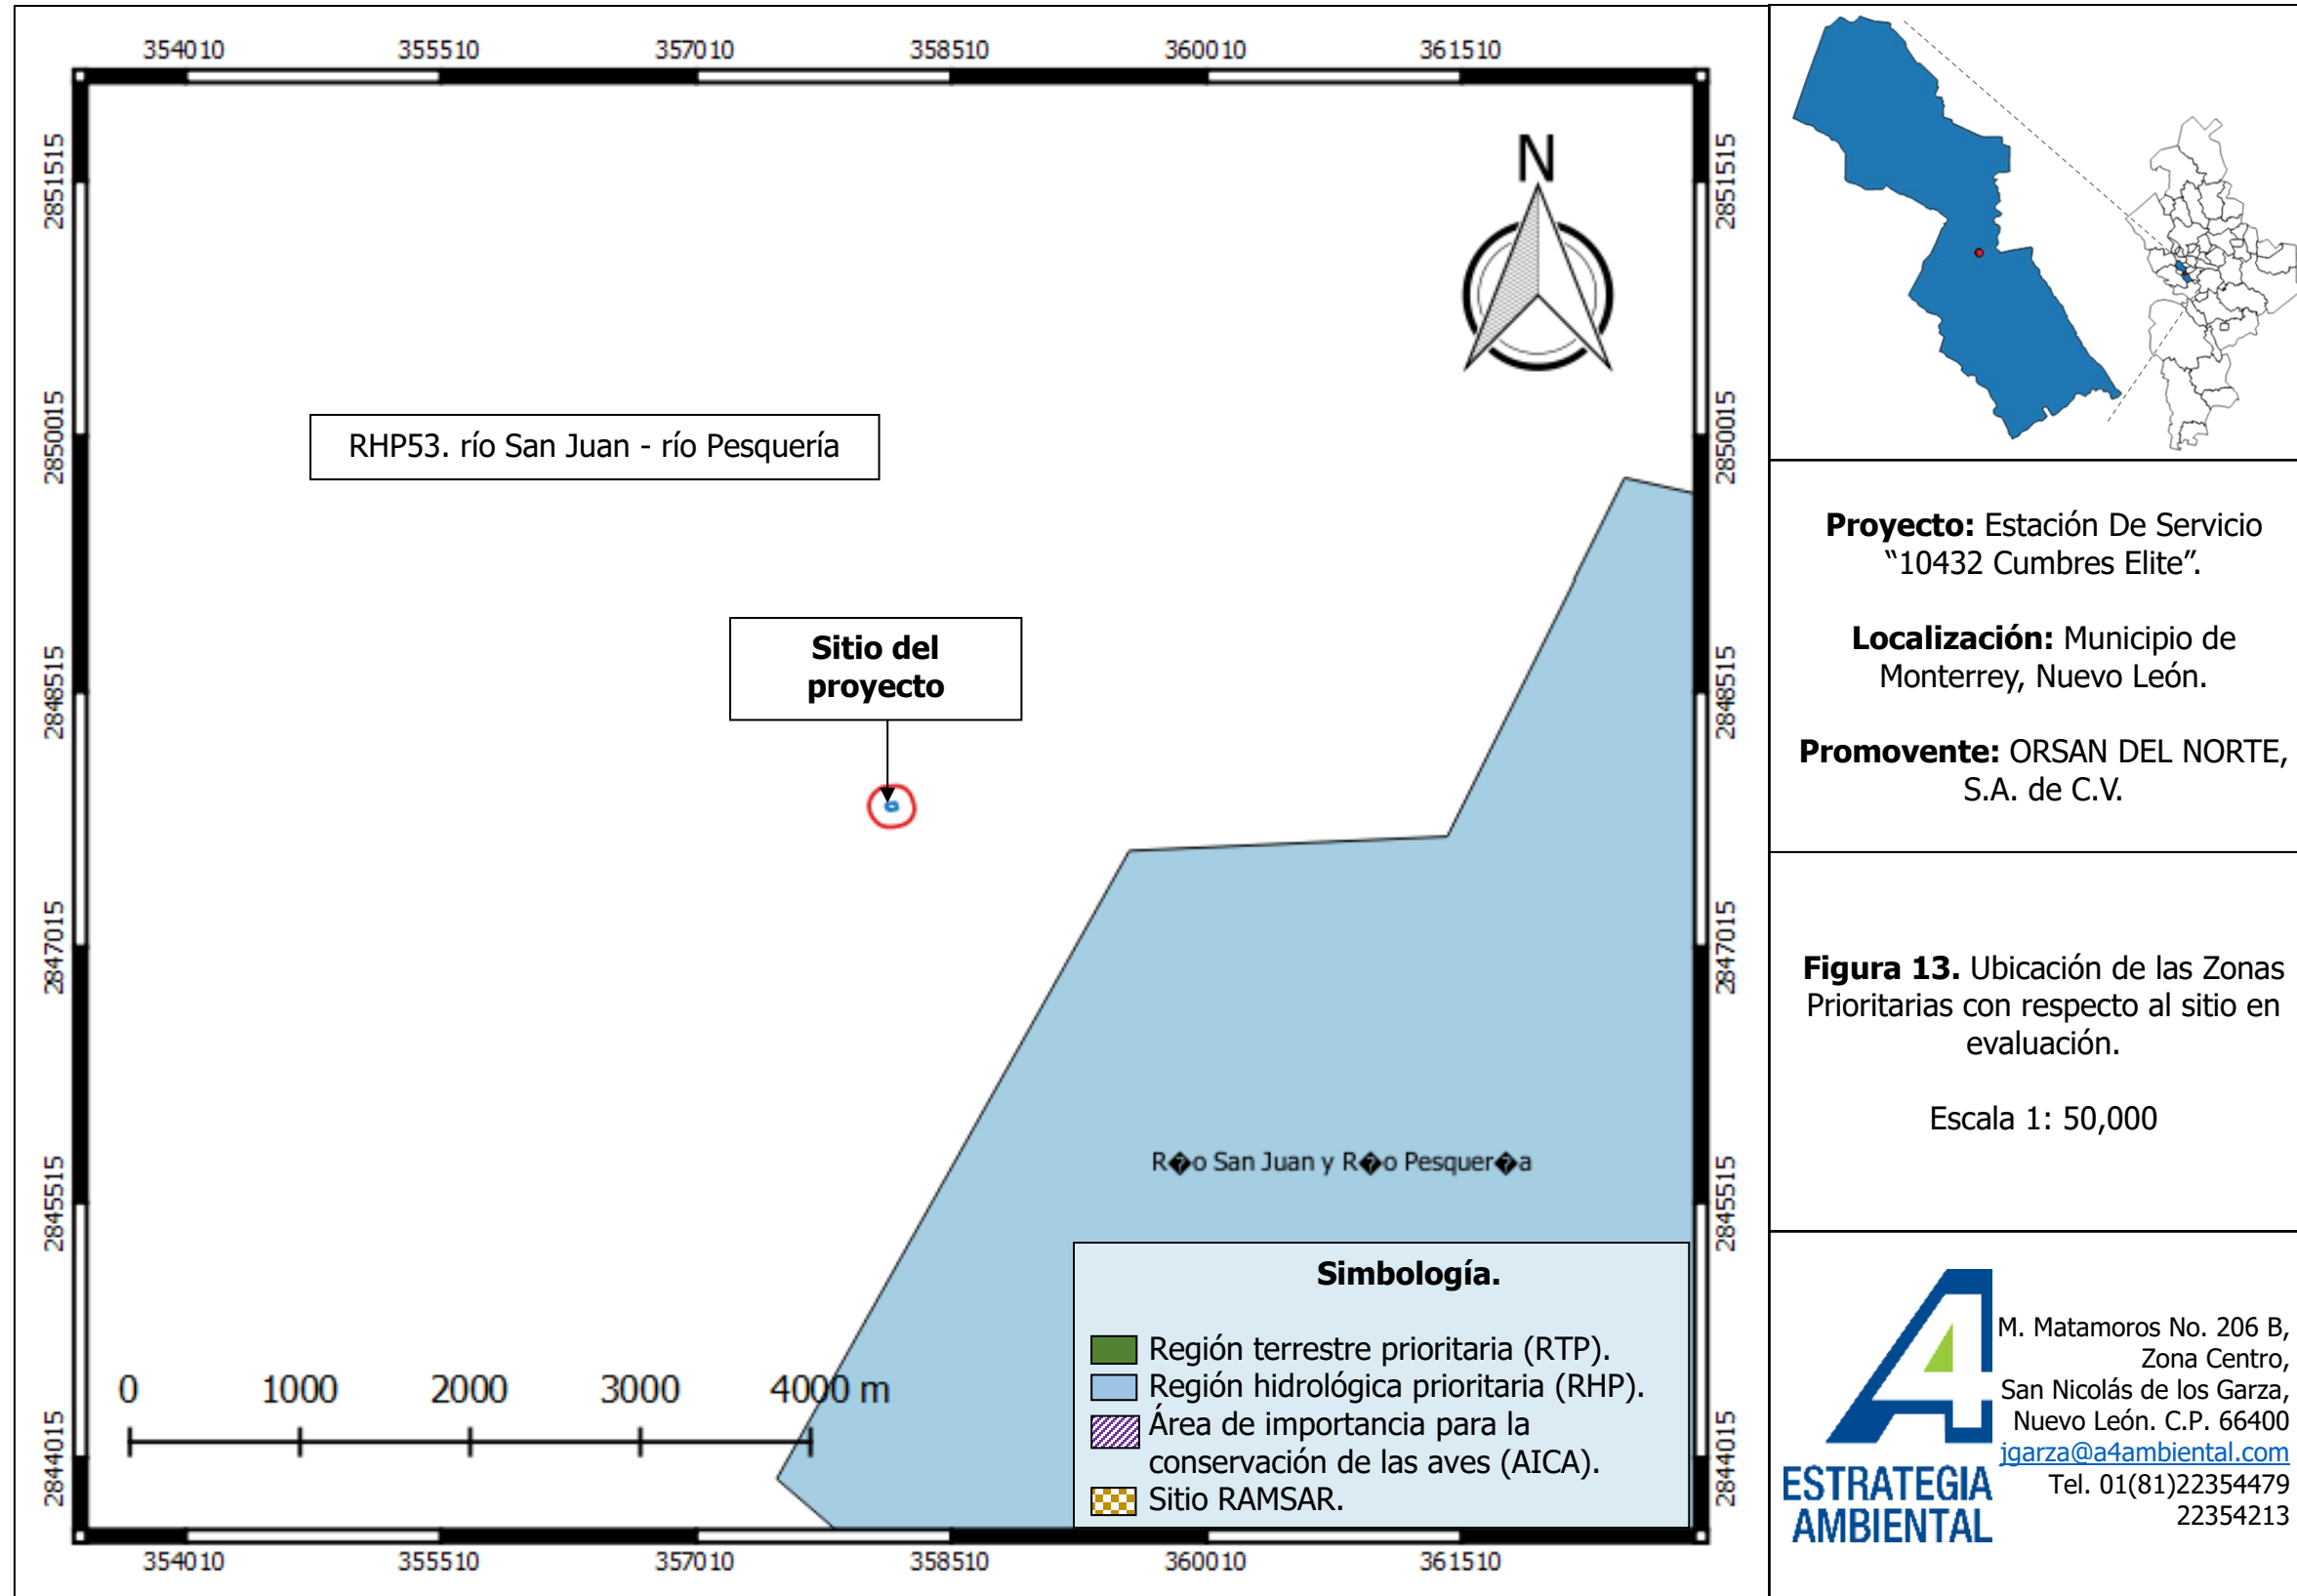 354010 355510 357010 358510 360010 361510
2851515
2850015
2848515
2847015
2845515
2844015
N
RHP53. río San Juan - río Pesquería
Sitio del
proyecto
R�o San Juan y R�o Pesquer�a
0 1000 2000 3000 4000 m
Simbología.
Región terrestre prioritaria (RTP).
Región hidrológica prioritaria (RHP).
Área de importancia para la
conservación de las aves (AICA).
Sitio RAMSAR.
2851515
2850015
2848515
2847015
2845515
2844015
354010 355510 357010 358510 360010 361510
Proyecto: Estación De Servicio
“10432 Cumbres Elite”.
Localización: Municipio de
Monterrey, Nuevo León.
Promovente: ORSAN DEL NORTE,
S.A. de C.V.
Figura 13. Ubicación de las Zonas
Prioritarias con respecto al sitio en
evaluación.
Escala 1: 50,000
ESTRATEGIA
AMBIENTAL
M. Matamoros No. 206 B,
Zona Centro,
San Nicolás de los Garza,
Nuevo León. C.P. 66400
jgarza@a4ambiental.com
Tel. 01(81)22354479
22354213